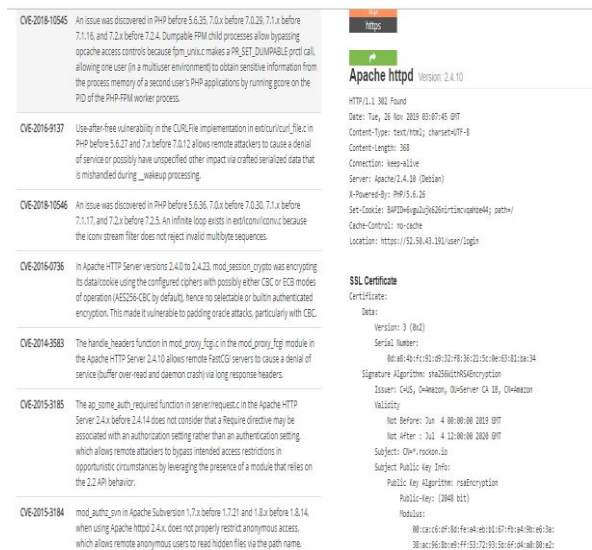 CVE-2018-10545 An issue was discovered in PHP before 5.6.35, 7.0.x before 7.0.29, 7.1.x before
7.1.16, and 7.2.x before 7.2.4. Dumpable FPM child processes allow bypassing
opcache access controls because fpm_unix.c makes a PR_SET_DUMPABLE prctl call,
allowing one user (in a multiuser environment) to obtain sensitive information from
the process memory of a second user's PHP applications by running gcore on the
PID of the PHP-FPM worker process.
CVE-2016-9137 Use-after-free vulnerability in the CURLFile implementation in ext/curl/curl_file.c in
PHP before 5.6.27 and 7.x before 7.0.12 allows remote attackers to cause a denial
of service or possibly have unspecified other impact via crafted serialized data that
is mishandled during __wakeup processing.
CVE-2018-10546 An issue was discovered in PHP before 5.6.36, 7.0.x before 7.0.30, 7.1.x before
7.1.17, and 7.2.x before 7.2.5. An infinite loop exists in ext/iconv/iconv.c because
the iconv stream filter does not reject invalid multibyte sequences.
CVE-2016-0736 In Apache HTTP Server versions 2.4.0 to 2.4.23, mod_session_crypto was encrypting
its data/cookie using the configured ciphers with possibly either CBC or ECB modes
of operation (AES256-CBC by default), hence no selectable or builtin authenticated
encryption. This made it vulnerable to padding oracle attacks, particularly with CBC.
CVE-2014-3583 The handle_headers function in mod_proxy_fcgi.c in the mod_proxy_fcgi module in
the Apache HTTP Server 2.4.10 allows remote FastCGI servers to cause a denial of
service (buffer over-read and daemon crash) via long response headers.
CVE-2015-3185 The ap_some_auth_required function in server/request.c in the Apache HTTP
Server 2.4.x before 2.4.14 does not consider that a Require directive may be
associated with an authorization setting rather than an authentication setting,
which allows remote attackers to bypass intended access restrictions in
opportunistic circumstances by leveraging the presence of a module that relies on
the 2.2 API behavior.
CVE-2015-3184 mod_authz_svn in Apache Subversion 1.7.x before 1.7.21 and 1.8.x before 1.8.14,
when using Apache httpd 2.4.x, does not properly restrict anonymous access,
which allows remote anonymous users to read hidden files via the path name.
https
Apache httpd Version: 2.4.10
HTTP/1.1 302 Found
Date: Tue, 26 Nov 2019 03:07:45 GMT
Content-Type: text/html; charset=UTF-8
Content-Length: 368
Connection: keep-alive
Server: Apache/2.4.10 (Debian)
X-Powered-By: PHP/5.6.26
Set-Cookie: path=/
Cache-Control: no-cache
Location: https://52.50.43.191/user/login
SSL Certificate
Certificate:
Data:
Version: 3 (0x2)
Serial Number:
0d:a8:4b:fc:91:d9:32:f8:36:21:5c:0e:63:81:be:34
Signature Algorithm: sha256WithRSAEncryption
Issuer: C=US, O=Amazon, OU=Server CA 1B, CN=Amazon
Validity
Not Before: Jun 4 00:00:00 2019 GMT
Not After : Jul 4 12:00:00 2020 GMT
Subject: CN=*.rockon.io
Subject Public Key Info:
Public Key Algorithm: rsaEncryption
Public-Key: (2048 bit)
Modulus: